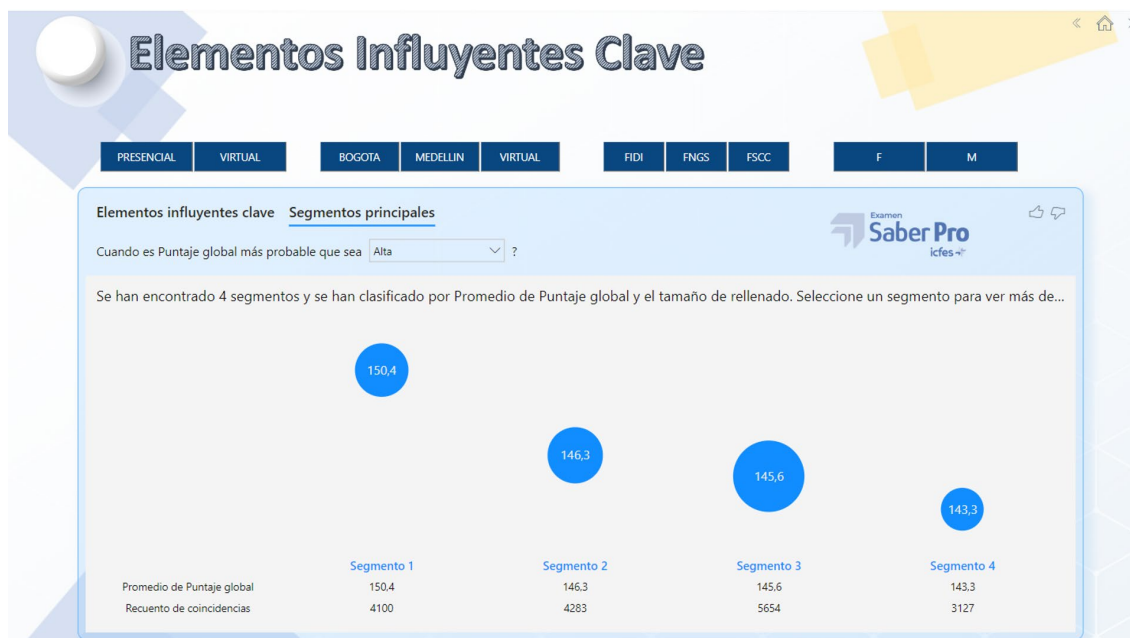 Elementos Influyentes Clave
PRESENCIAL VIRTUAL BOGOTA MEDELLIN VIRTUAL FIDI FNGS FSCC F M
Elementos influyentes clave Segmentos principales
Examen
Saber Pro
icfes
Cuando es Puntaje global más probable que sea Alta ?
Se han encontrado 4 segmentos y se han clasificado por Promedio de Puntaje global y el tamaño de rellenado. Seleccione un segmento para ver más de...
150,4
146,3
145,6
143,3
Segmento 1 Segmento 2 Segmento 3 Segmento 4
Promedio de Puntaje global 150,4 146,3 145,6 143,3
Recuento de coincidencias 4100 4283 5654 3127